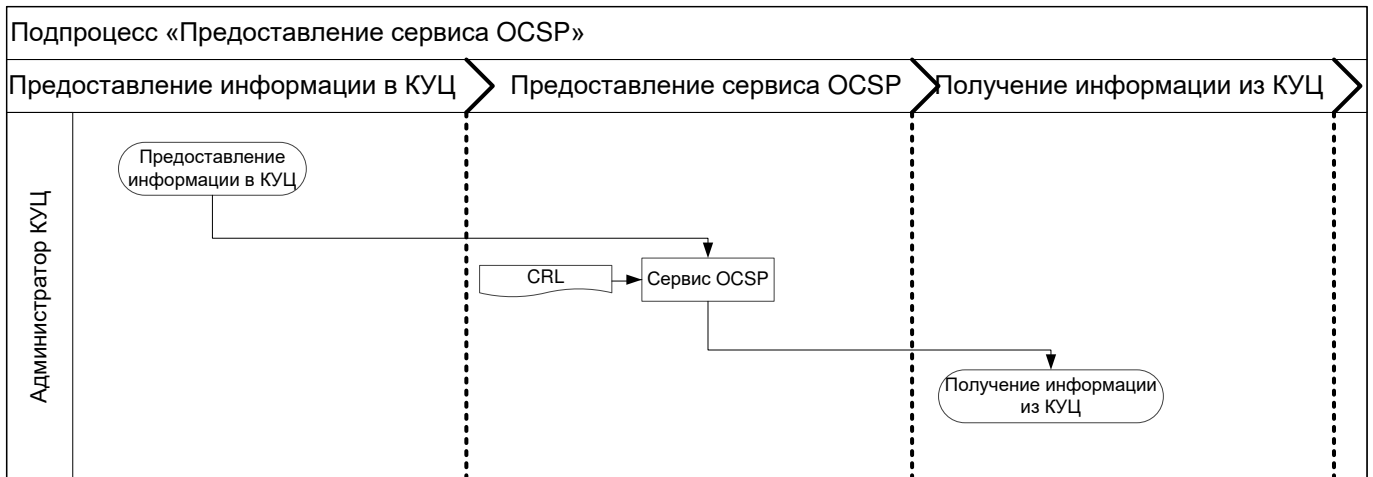 Подпроцесс «Предоставление сервиса OCSP»
Предоставление информации в КУЦ
Предоставление сервиса OCSP
Получение информации из КУЦ
Администратор КУЦ
Предоставление
информации в КУЦ
CRL
Сервис OCSP
Получение информации
из КУЦ